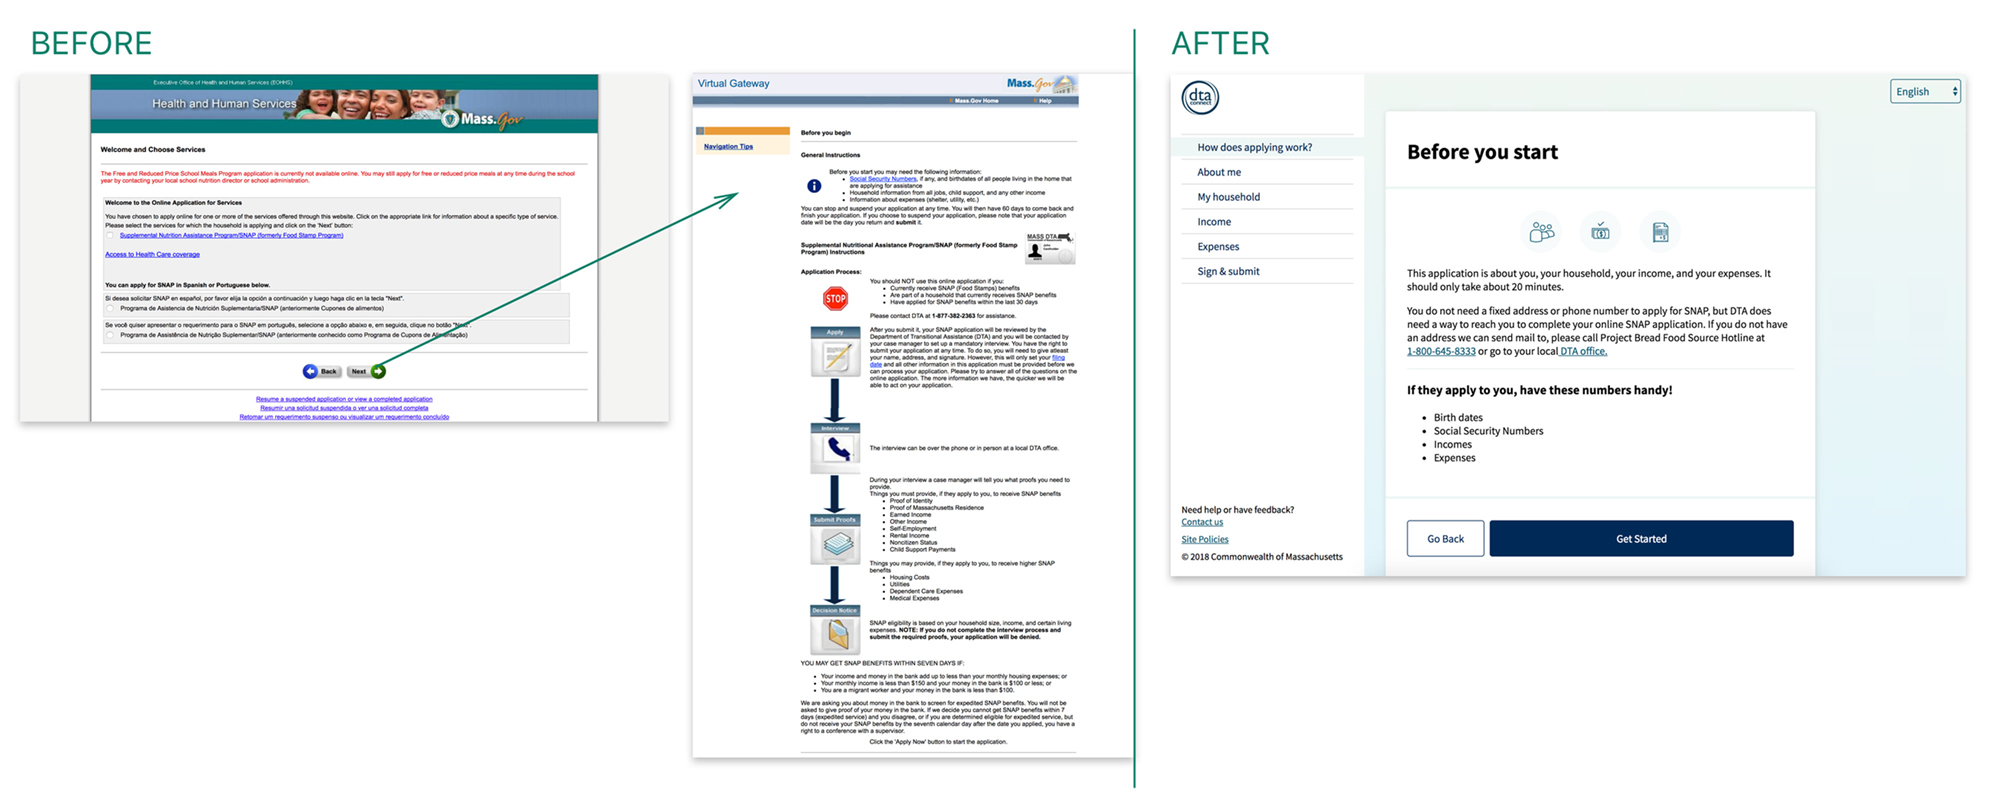 BEFORE
Executive Office of Health and Human Services (EOHHS)
Health and Human Services
Mass.Gov
Welcome and Choose Services
The Free and Reduced Price School Meals Program application is currently not available online. You may still apply for free or reduced price meals at any time during the school
year by contacting your local school nutrition director or school administration.
Welcome to the Online Application for Services
You have chosen to apply online for one or more of the services offered through this website. Click on the appropriate link for information about a specific type of service.
Please select the services for which the household is applying and click on the 'Next' button:
Supplemental Nutrition Assistance Program/SNAP (formerly Food Stamp Program)
Access to Health Care coverage
You can apply for SNAP in Spanish or Portuguese below.
Si desea solicitar SNAP en español, por favor elija la opción a continuación y luego haga clic en la tecla "Next".
Programa de Asistencia de Nutrición Suplementaria/SNAP (anteriormente Cupones de alimentos)
Se você quiser apresentar o requerimento para o SNAP em português, selecione a opção abaixo e, em seguida, clique no botão "Next".
Programa de Assistência de Nutrição Suplementar/SNAP (anteriormente conhecido como Programa de Cupons de Alimentação)
Back
Next
Resume a suspended application or view a completed application
Resumir una solicitud suspendida o ver una solicitud completa
Retomar um requerimento suspenso ou visualizar um requerimento concluído
Virtual Gateway
Mass.Gov
Mass.Gov Home
Help
Navigation Tips
Before you begin
General Instructions
Before you start you may need the following information:
• Social Security Numbers, if any, and birthdates of all people living in the home that
are applying for assistance
• Household information from all jobs, child support, and any other income
• Information about expenses (shelter, utility, etc.)
You can stop and suspend your application at any time. You will then have 60 days to come back and
finish your application. If you choose to suspend your application, please note that your application
date will be the day you return and submit it.
MASS DTA
Supplemental Nutritional Assistance Program/SNAP (formerly Food Stamp
Program) Instructions
Application Process:
STOP
You should NOT use this online application if you:
• Currently receive SNAP (Food Stamps) benefits
• Are part of a household that currently receives SNAP benefits
• Have applied for SNAP benefits within the last 30 days
Please contact DTA at 1-877-382-2363 for assistance.
Apply
After you submit it, your SNAP application will be reviewed by the
Department of Transitional Assistance (DTA) and you will be contacted by
your case manager to set up a mandatory interview. You have the right to
submit your application at any time. To do so, you will need to give atleast
your name, address, and signature. However, this will only set your filing
date and all other information in this application must be provided before we
can process your application. Please try to answer all of the questions on the
online application. The more information we have, the quicker we will be
able to act on your application.
Interview
The interview can be over the phone or in person at a local DTA office.
During your interview a case manager will tell you what proofs you need to
provide.
Things you must provide, if they apply to you, to receive SNAP benefits
• Proof of Identity
• Proof of Massachusetts Residence
• Earned Income
• Other Income
• Self-Employment
• Rental Income
• Noncitizen Status
• Child Support Payments
Submit Proofs
Things you may provide, if they apply to you, to receive higher SNAP
benefits
• Housing Costs
• Utilities
• Dependent Care Expenses
• Medical Expenses
Decision Notice
SNAP eligibility is based on your household size, income, and certain living
expenses. NOTE: If you do not complete the interview process and
submit the required proofs, your application will be denied.
YOU MAY GET SNAP BENEFITS WITHIN SEVEN DAYS IF:
• Your income and money in the bank add up to less than your monthly housing expenses; or
• Your monthly income is less than $150 and your money in the bank is $100 or less; or
• You are a migrant worker and your money in the bank is less than $100.
We are asking you about money in the bank to screen for expedited SNAP benefits. You will not be
asked to give proof of your money in the bank. If we decide you cannot get SNAP benefits within 7
days (expedited service) and you disagree, or if you are determined eligible for expedited service, but
do not receive your SNAP benefits by the seventh calendar day after the date you applied, you have a
right to a conference with a supervisor.
Click the 'Apply Now' button to start the application.
AFTER
dta
connect
English
How does applying work?
About me
My household
Income
Expenses
Sign & submit
Need help or have feedback?
Contact us
Site Policies
© 2018 Commonwealth of Massachusetts
Before you start
This application is about you, your household, your income, and your expenses. It
should only take about 20 minutes.
You do not need a fixed address or phone number to apply for SNAP, but DTA does
need a way to reach you to complete your online SNAP application. If you do not have
an address we can send mail to, please call Project Bread Food Source Hotline at
1-800-645-8333 or go to your local DTA office.
If they apply to you, have these numbers handy!
• Birth dates
• Social Security Numbers
• Incomes
• Expenses
Go Back
Get Started